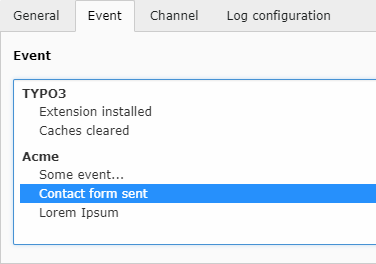 General Event Channel Log configuration
Event
TYPO3
Extension installed
Caches cleared
Acme
Some event...
Contact form sent
Lorem Ipsum